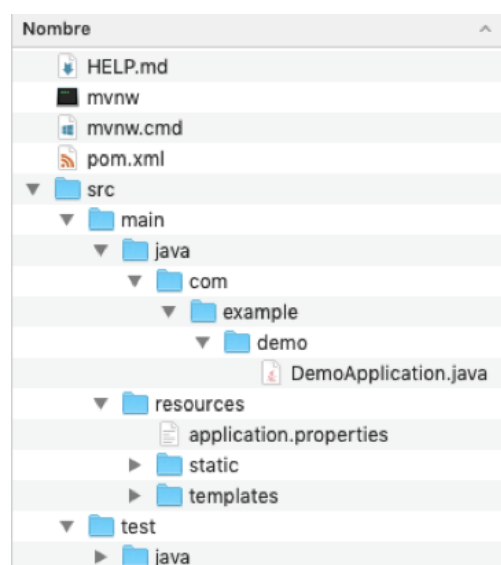 Nombre
HELP.md
mvnw
mvnw.cmd
pom.xml
src
main
java
com
example
demo
DemoApplication.java
resources
application.properties
static
templates
test
java